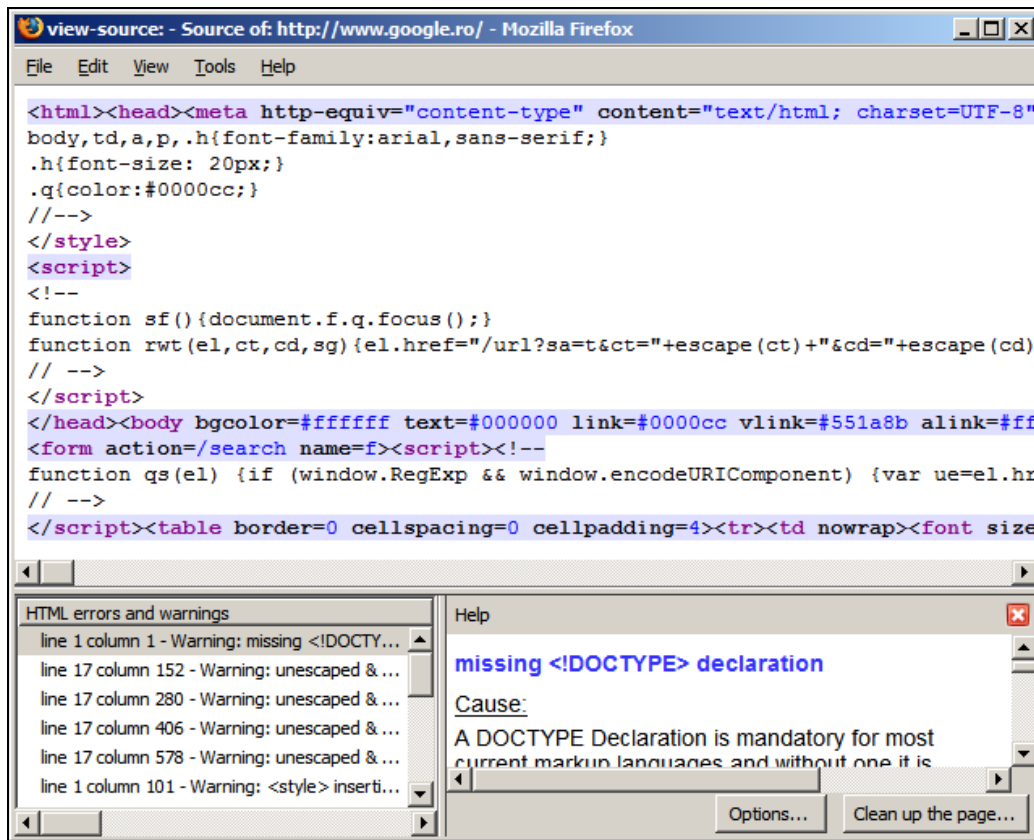 view-source: - Source of: http://www.google.ro/ - Mozilla Firefox
File Edit View Tools Help
<html><head><meta http-equiv="content-type" content="text/html; charset=UTF-8"
body,td,a,p,.h{font-family:arial,sans-serif;}
.h{font-size: 20px;}
.q{color:#0000cc;}
//-->
</style>
<script>
<!--
function sf(){document.f.q.focus();}
function rwt(el,ct,cd,sg){el.href="/url?sa=t&ct="+escape(ct)+"&cd="+escape(cd)
// -->
</script>
</head><body bgcolor=#ffffff text=#000000 link=#0000cc vlink=#551a8b alink=#ff
<form action=/search name=f><script><!--
function qs(el) {if (window.RegExp && window.encodeURIComponent) {var ue=el.hr
// -->
</script><table border=0 cellspacing=0 cellpadding=4><tr><td nowrap><font size
HTML errors and warnings
line 1 column 1 - Warning: missing <!DOCTY...
line 17 column 152 - Warning: unescaped & ...
line 17 column 280 - Warning: unescaped & ...
line 17 column 406 - Warning: unescaped & ...
line 17 column 578 - Warning: unescaped & ...
line 1 column 101 - Warning: <style> inserti...
Help
missing <!DOCTYPE> declaration
Cause:
A DOCTYPE Declaration is mandatory for most
current markup languages and without one it is
Options...
Clean up the page...